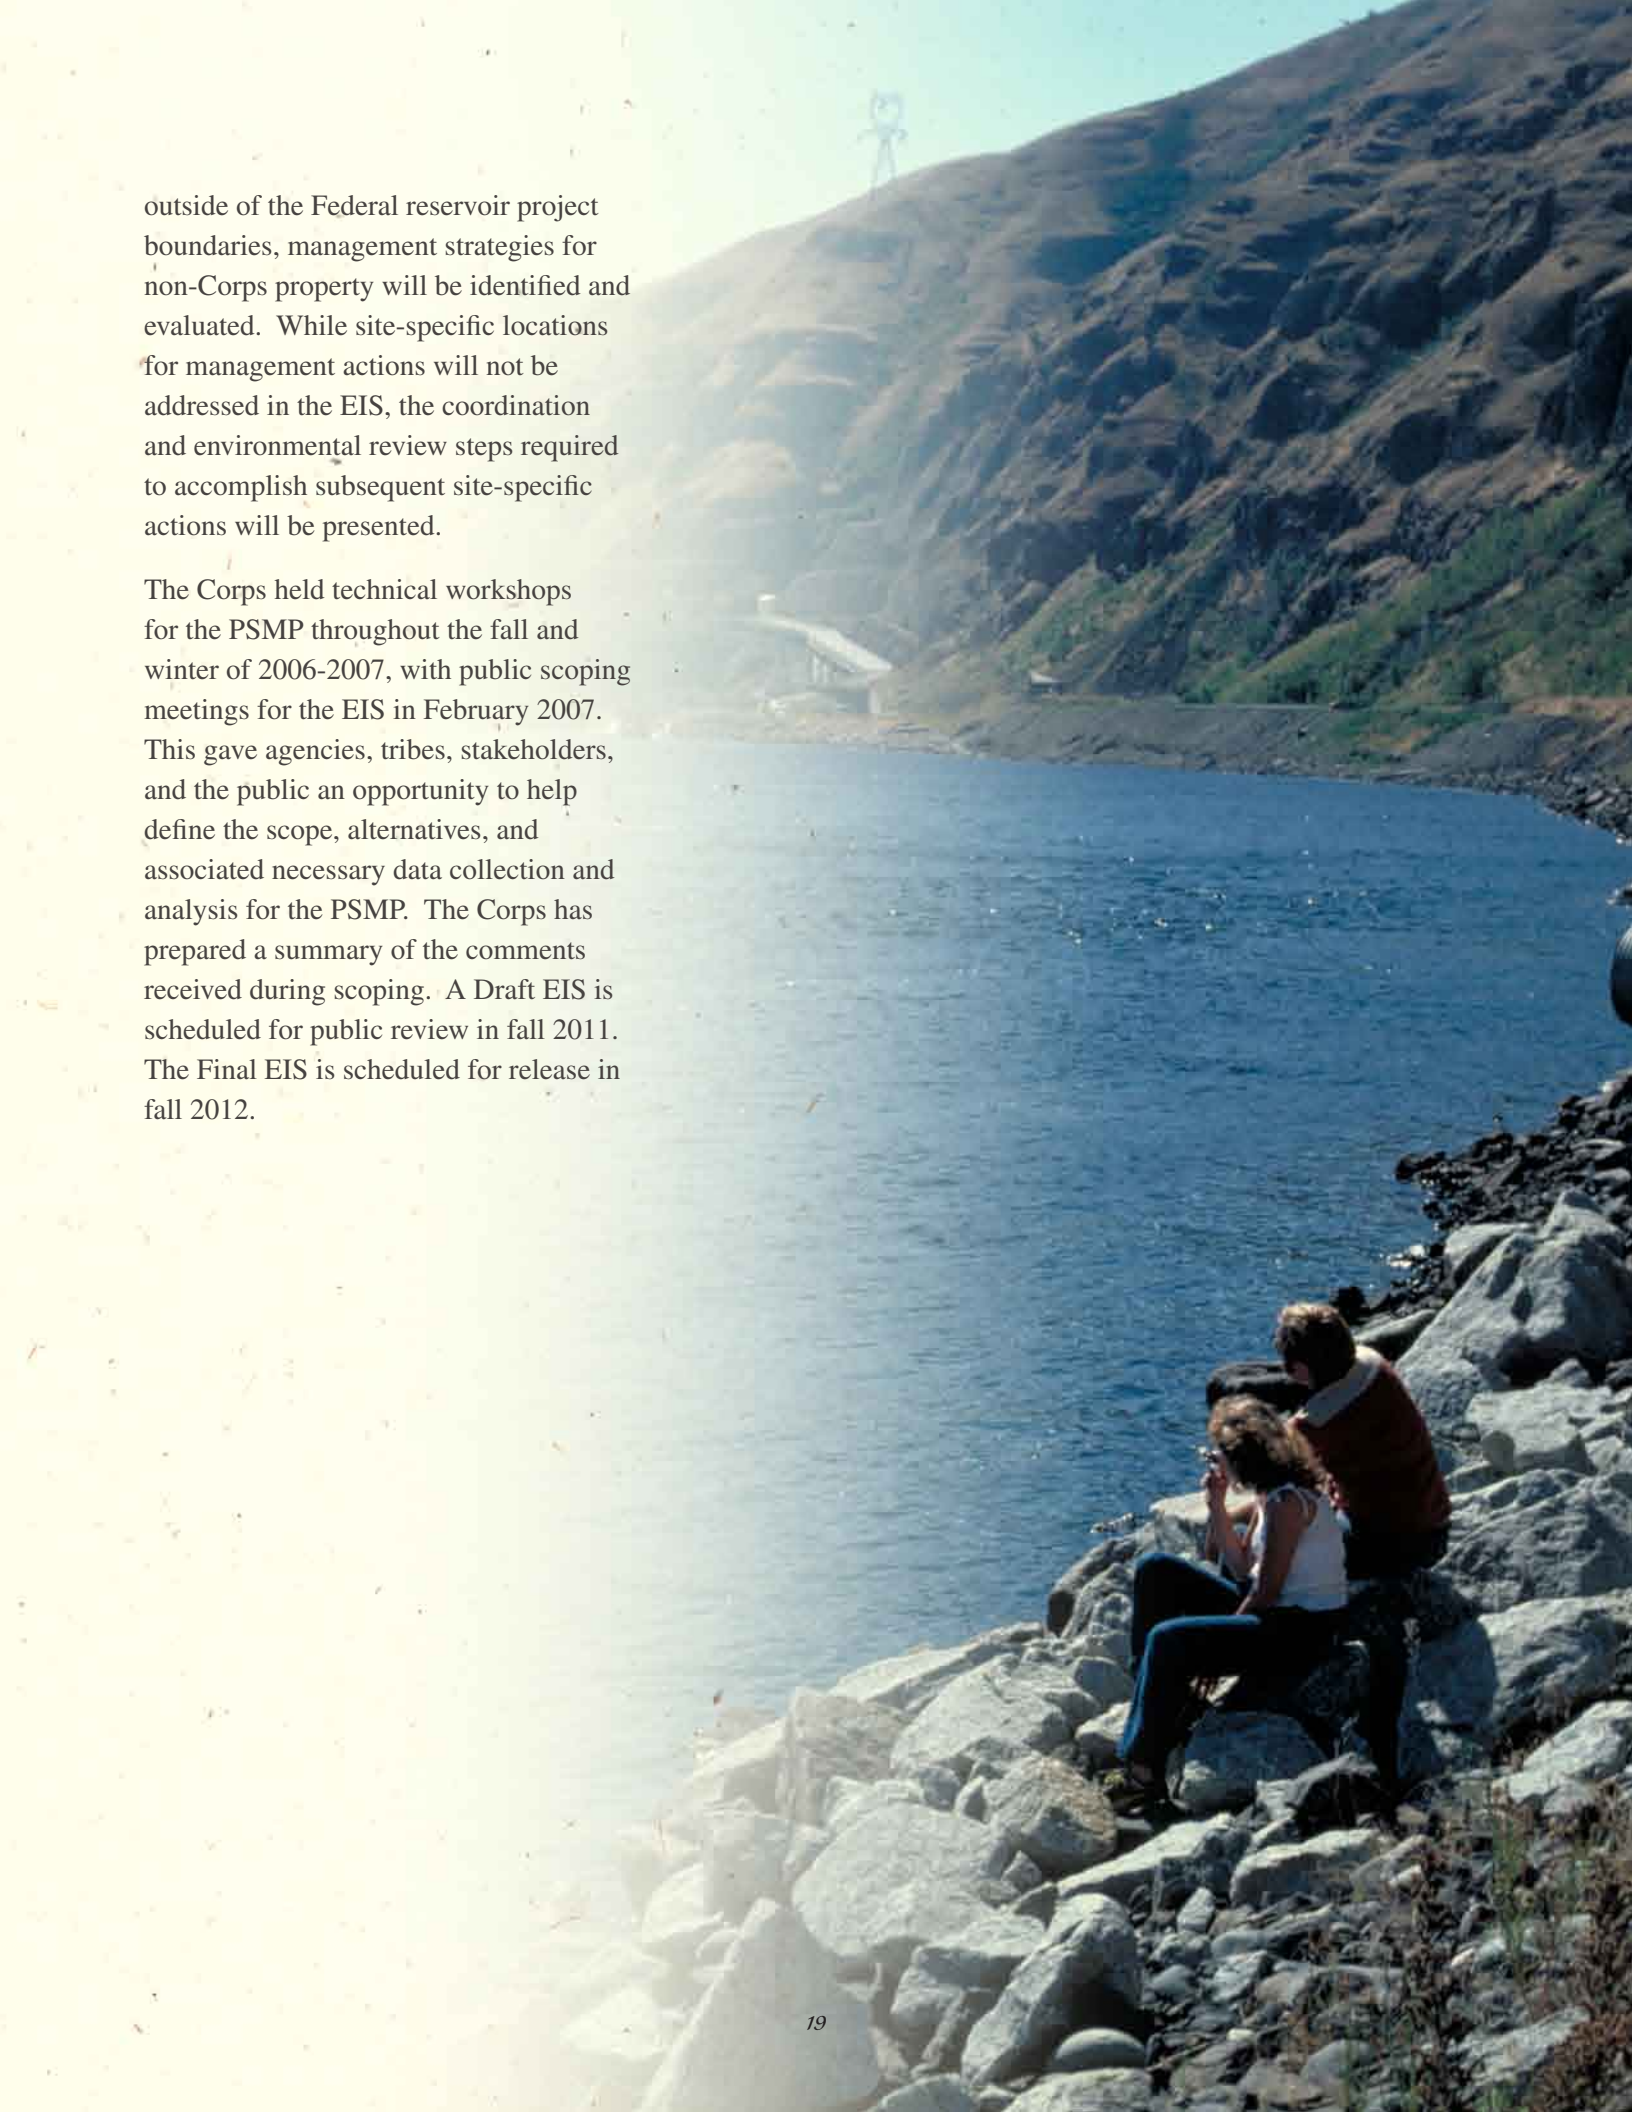 outside of the Federal reservoir project
boundaries, management strategies for
non-Corps property will be identified and
evaluated.  While site-specific locations
for management actions will not be
addressed in the EIS, the coordination
and environmental review steps required
to accomplish subsequent site-specific
actions will be presented.
The Corps held technical workshops
for the PSMP throughout the fall and
winter of 2006-2007, with public scoping
meetings for the EIS in February 2007.
This gave agencies, tribes, stakeholders,
and the public an opportunity to help
define the scope, alternatives, and
associated necessary data collection and
analysis for the PSMP.  The Corps has
prepared a summary of the comments
received during scoping.  A Draft EIS is
scheduled for public review in fall 2011.
The Final EIS is scheduled for release in
fall 2012.
19